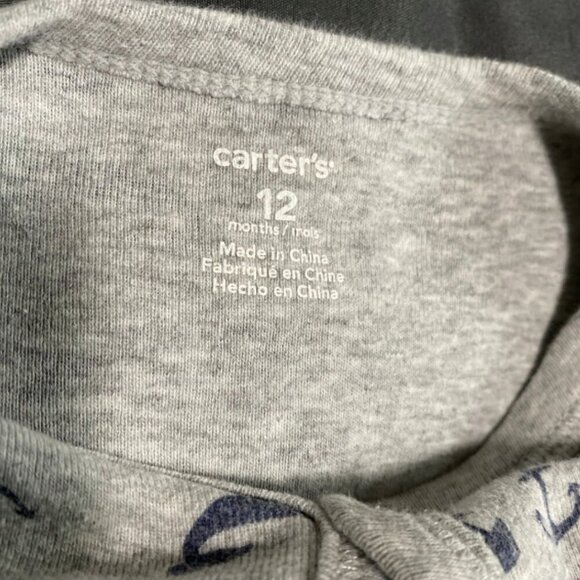 carter's
12
months / mois
Made in China
Fabriqué en Chine
Hecho en China